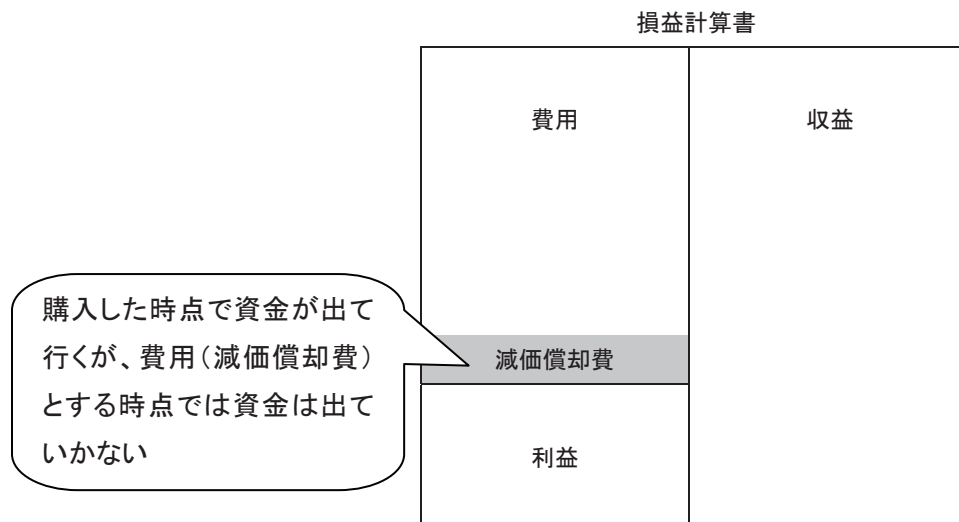 損益計算書
費用
収益
購入した時点で資金が出て
行くが、費用（減価償却費）
とする時点では資金は出て
いかない
減価償却費
利益